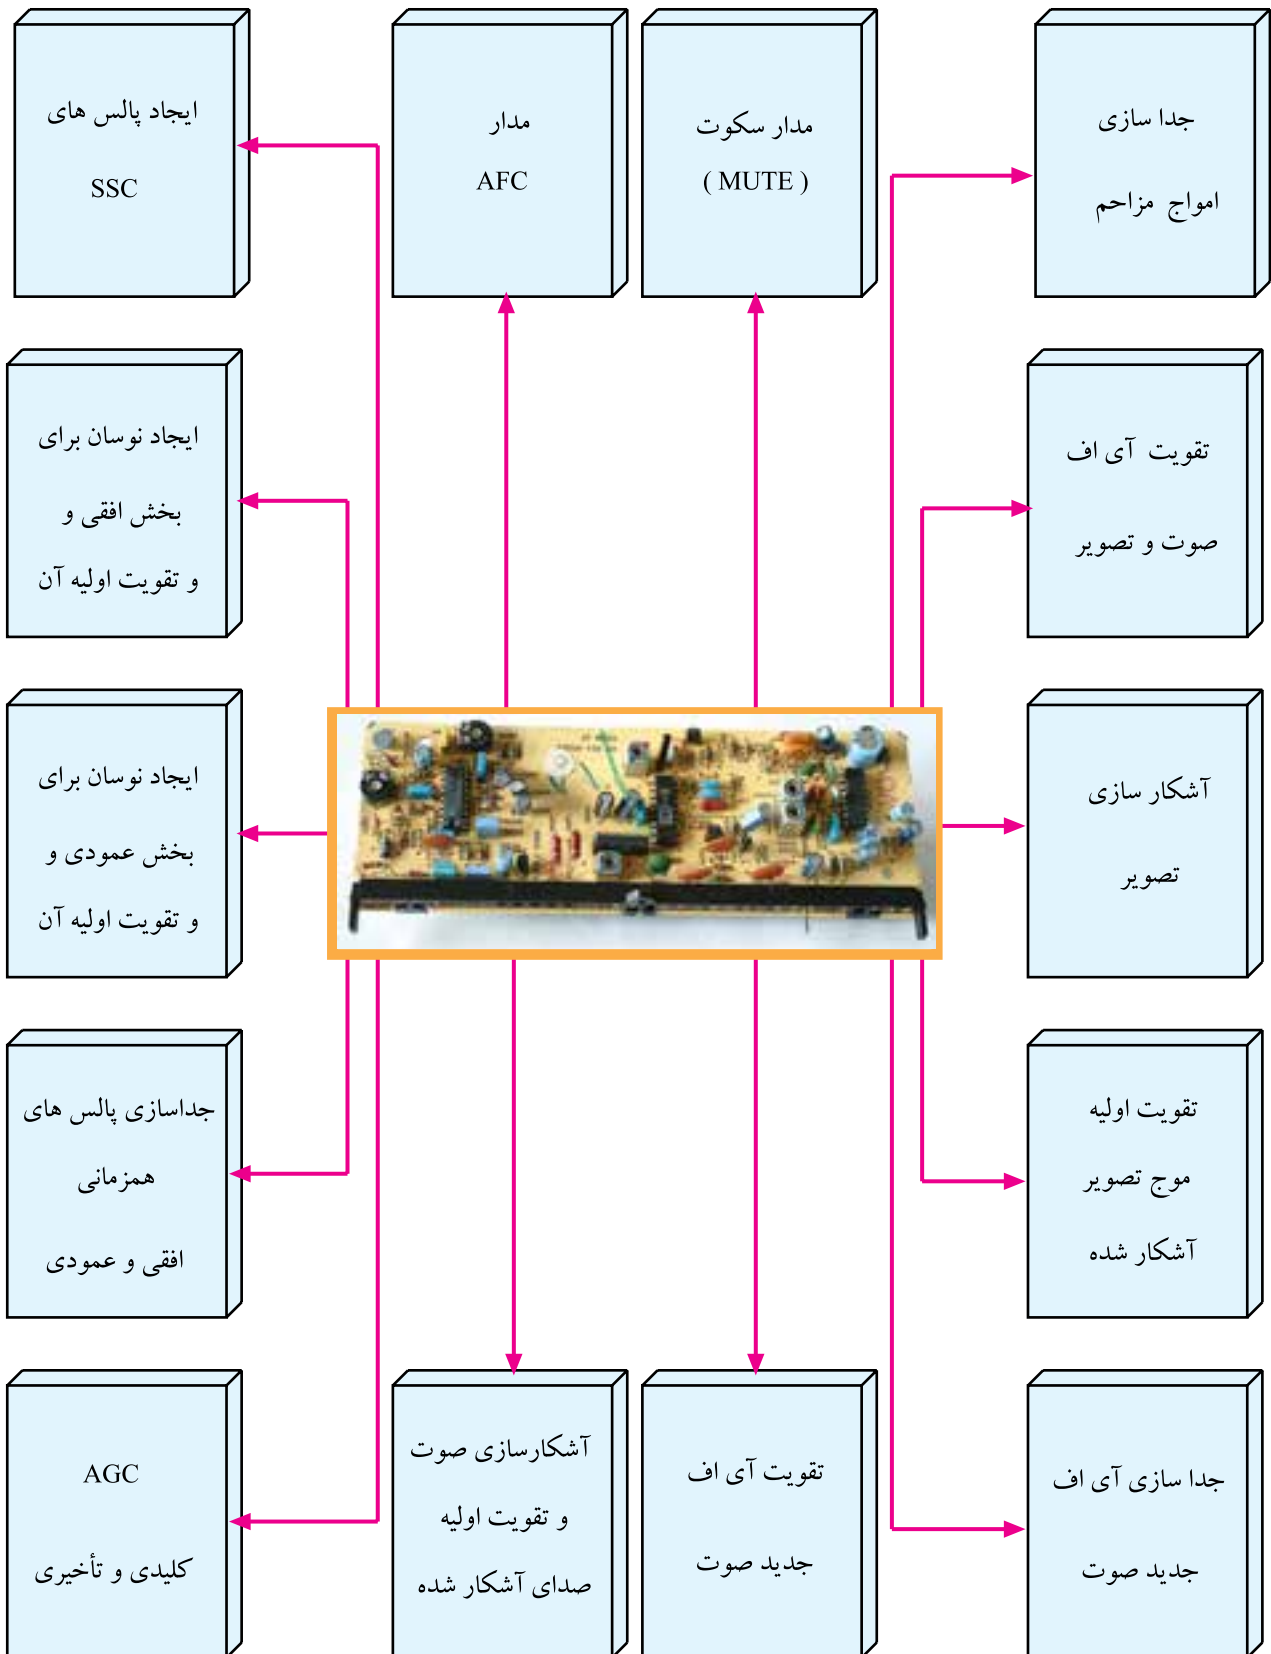 جدا سازی
امواج مزاحم
مدار سکوت
( MUTE )
مدار
AFC
ایجاد پالس های
SSC
تقویت آی اف
صوت و تصویر
ایجاد نوسان برای
بخش افقی و
و تقویت اولیه آن
آشکار سازی
تصویر
ایجاد نوسان برای
بخش عمودی و
و تقویت اولیه آن
تقویت اولیه
موج تصویر
آشکار شده
جداسازی پالس های
همزمانی
افقی و عمودی
جدا سازی آی اف
جدید صوت
تقویت آی اف
جدید صوت
آشکارسازی صوت
و تقویت اولیه
صدای آشکار شده
AGC
کلیدی و تأخیری